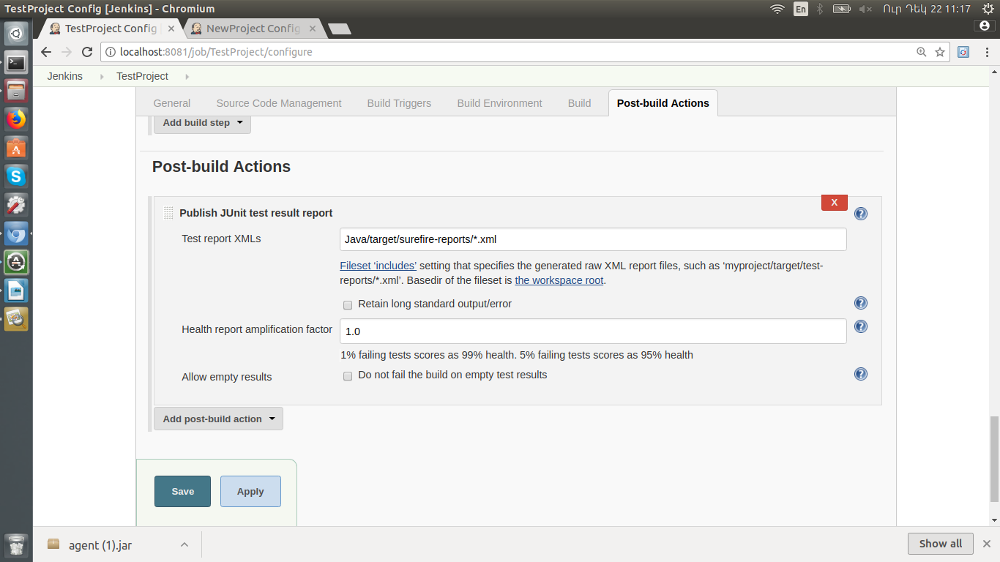 TestProject Config [Jenkins] - Chromium
En
Ուր Դեկ 22 11:17
TestProject Config
NewProject Config
localhost:8081/job/TestProject/configure
Jenkins
TestProject
General
Source Code Management
Build Triggers
Build Environment
Build
Post-build Actions
Add build step
Post-build Actions
X
Publish JUnit test result report
Test report XMLs
Java/target/surefire-reports/*.xml
Fileset ‘includes’ setting that specifies the generated raw XML report files, such as ‘myproject/target/test-
reports/*.xml’. Basedir of the fileset is the workspace root.
Retain long standard output/error
Health report amplification factor
1.0
1% failing tests scores as 99% health. 5% failing tests scores as 95% health
Allow empty results
Do not fail the build on empty test results
Add post-build action
Save
Apply
agent (1).jar
Show all